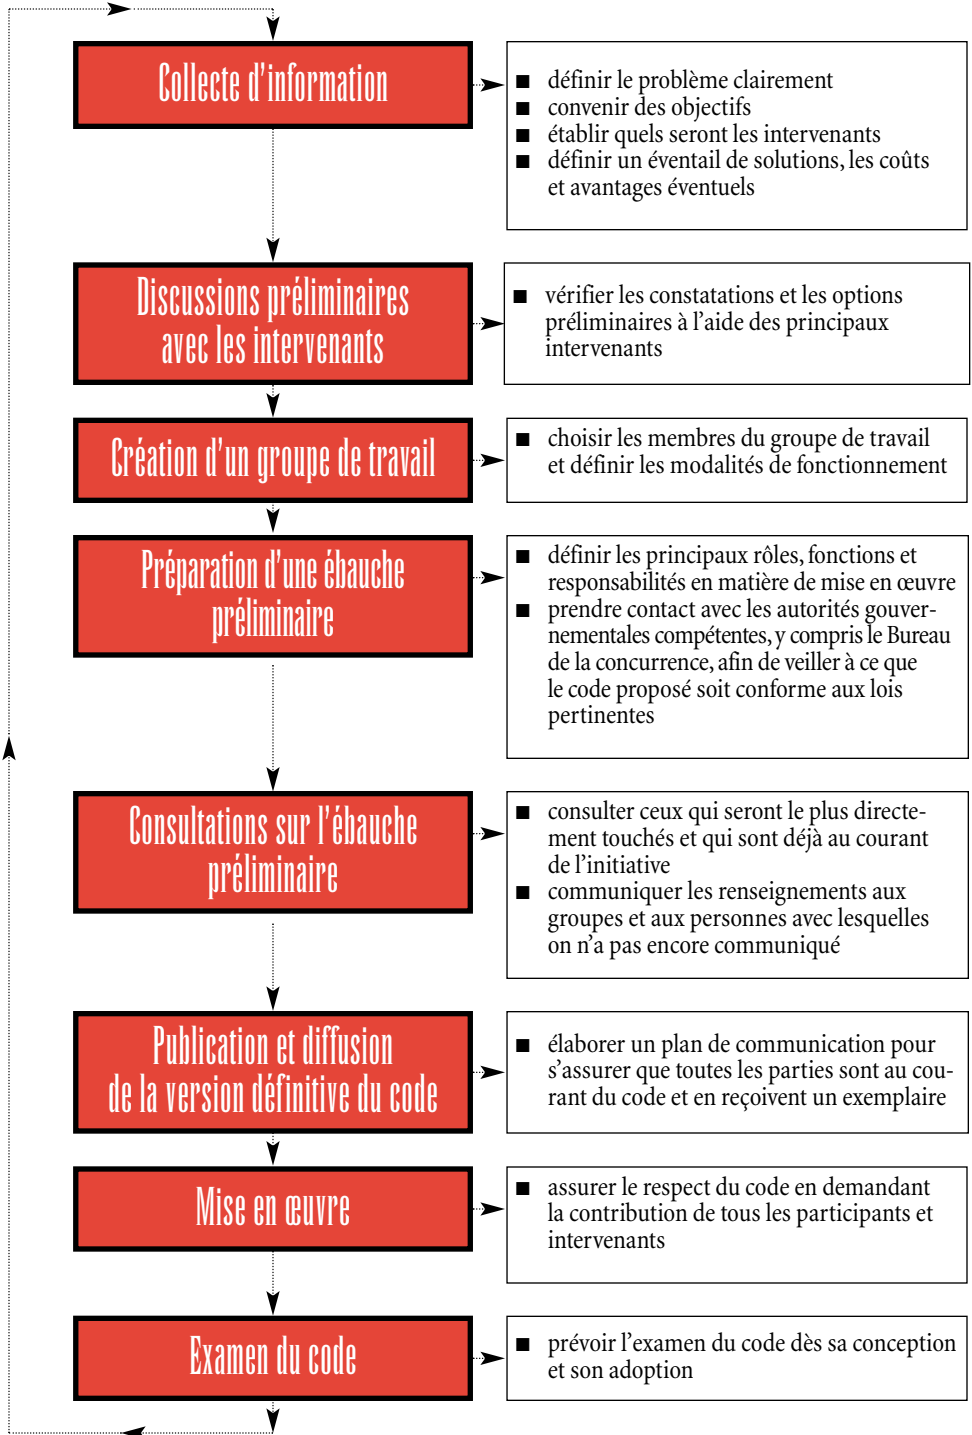 Collecte d'information
■ définir le problème clairement
■ convenir des objectifs
■ établir quels seront les intervenants
■ définir un éventail de solutions, les coûts
et avantages éventuels
Discussions préliminaires
avec les intervenants
■ vérifier les constatations et les options
préliminaires à l'aide des principaux
intervenants
Création d'un groupe de travail
■ choisir les membres du groupe de travail
et définir les modalités de fonctionnement
Préparation d'une ébauche
préliminaire
■ définir les principaux rôles, fonctions et
responsabilités en matière de mise en œuvre
■ prendre contact avec les autorités gouver-
nementales compétentes, y compris le Bureau
de la concurrence, afin de veiller à ce que
le code proposé soit conforme aux lois
pertinentes
Consultations sur l'ébauche
préliminaire
■ consulter ceux qui seront le plus directe-
ment touchés et qui sont déjà au courant
de l'initiative
■ communiquer les renseignements aux
groupes et aux personnes avec lesquelles
on n'a pas encore communiqué
Publication et diffusion
de la version définitive du code
■ élaborer un plan de communication pour
s'assurer que toutes les parties sont au cou-
rant du code et en reçoivent un exemplaire
Mise en œuvre
■ assurer le respect du code en demandant
la contribution de tous les participants et
intervenants
Examen du code
■ prévoir l'examen du code dès sa conception
et son adoption